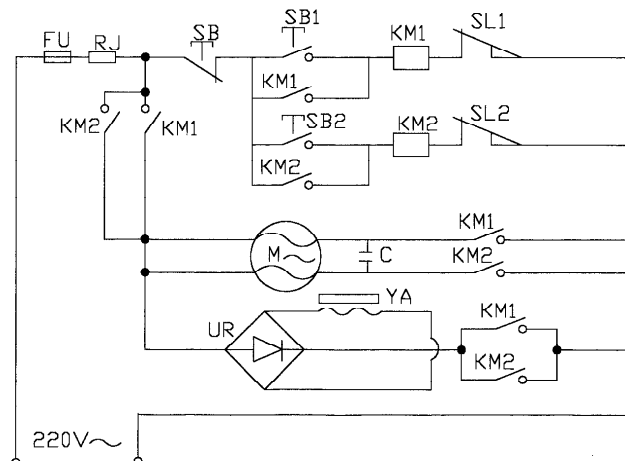 FU RJ SB SB1 KM1 SL1
KM1
KM2 KM1 SB2 KM2 SL2
KM2
M C KM1
KM2
YA
UR KM1
KM2
220V～